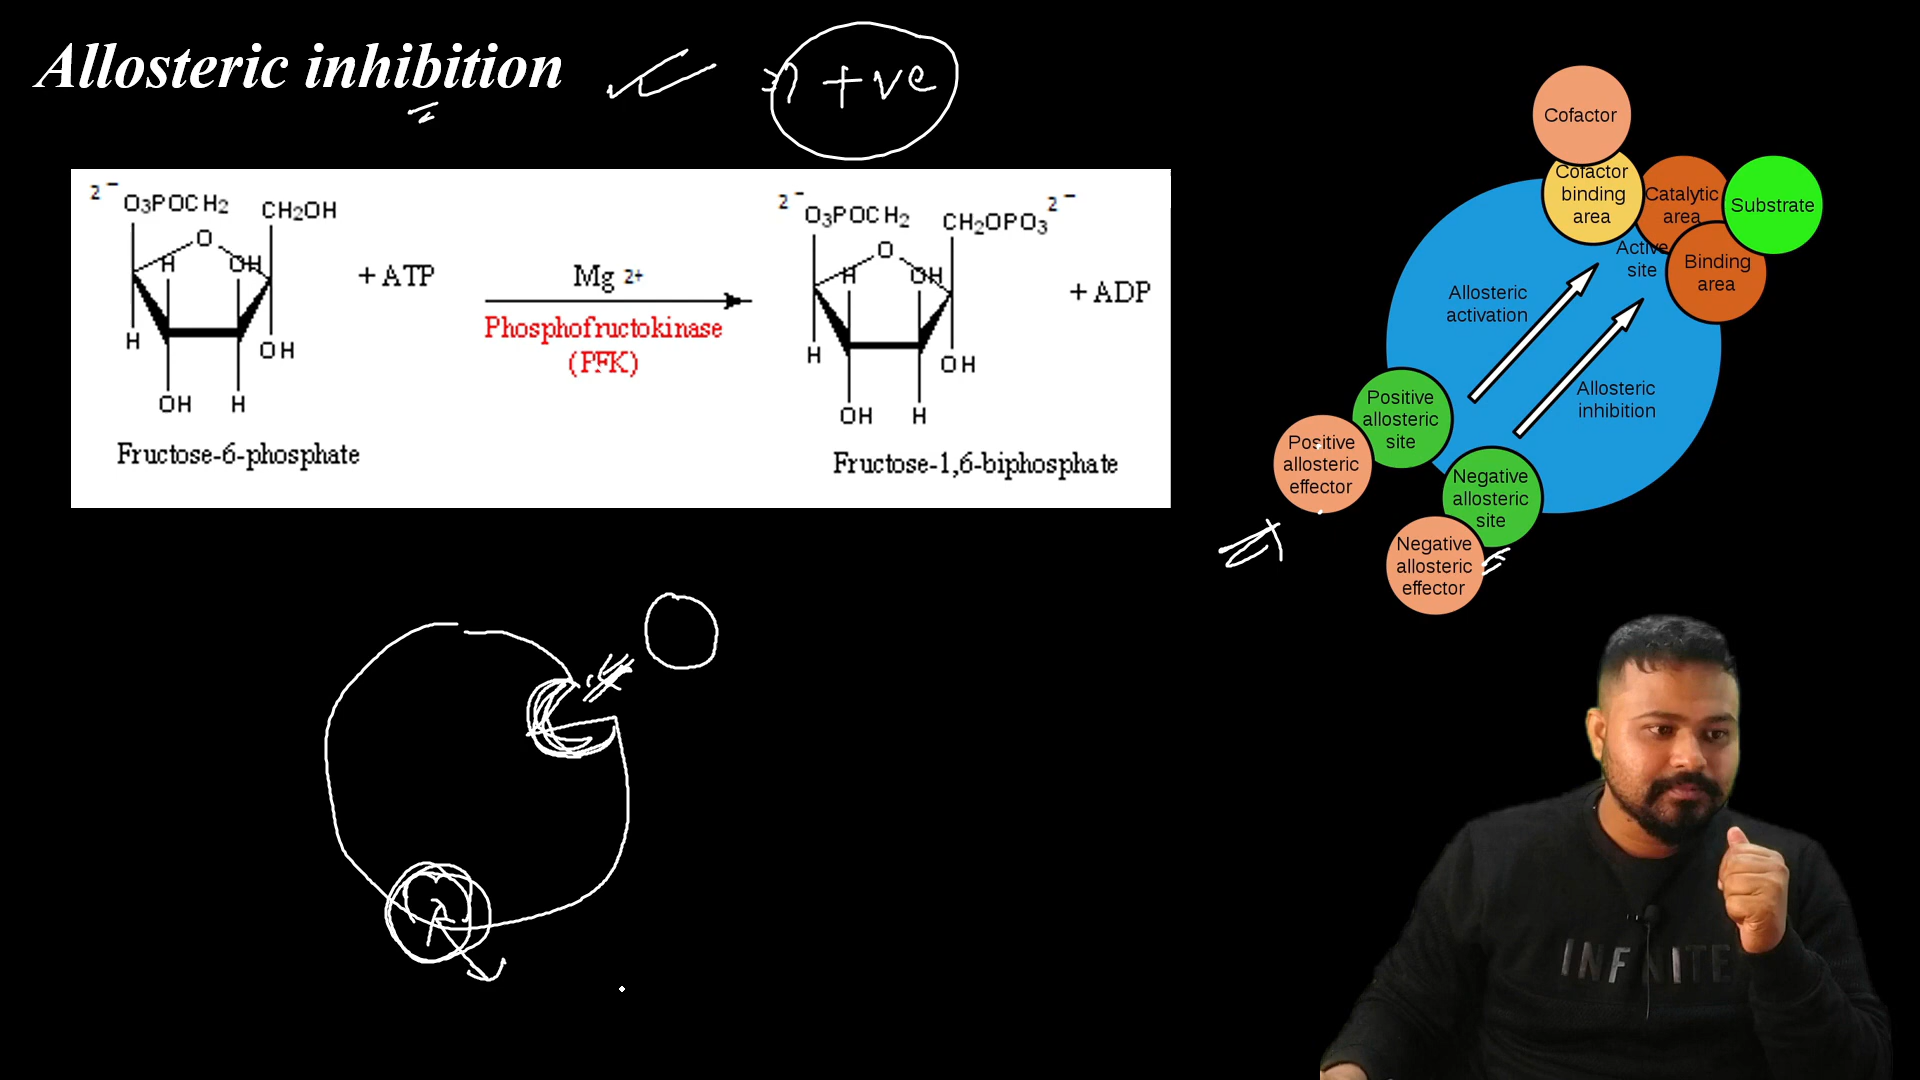 Allosteric inhibition
+ve
2-
O3POCH2
CH2OH
O
H
OH
H
OH
OH
H
Fructose-6-phosphate
+ ATP
Mg 2+
Phosphofructokinase
(PFK)
2-
O3POCH2
CH2OPO3 2-
O
H
OH
H
OH
OH
H
Fructose-1,6-biphosphate
+ ADP
Cofactor
Cofactor
binding
area
Catalytic
area
Substrate
Active
site
Binding
area
Allosteric
activation
Allosteric
inhibition
Positive
allosteric
site
Positive
allosteric
effector
Negative
allosteric
site
Negative
allosteric
effector